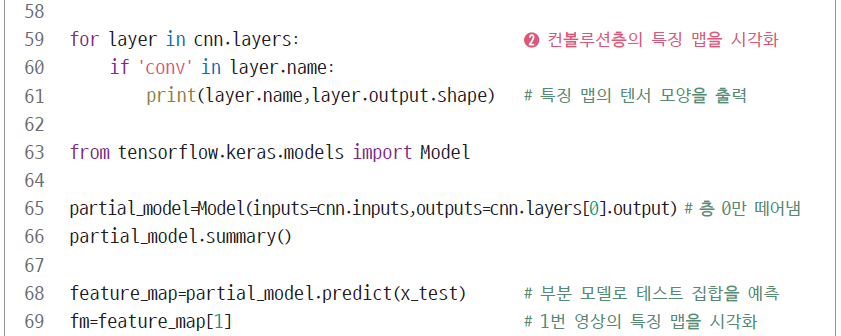 58
59 for layer in cnn.layers: ❷ 컨볼루션층의 특징 맵을 시각화
60 if 'conv' in layer.name:
61 print(layer.name,layer.output.shape) # 특징 맵의 텐서 모양을 출력
62
63 from tensorflow.keras.models import Model
64
65 partial_model=Model(inputs=cnn.inputs,outputs=cnn.layers[0].output) # 층 0만 떼어냄
66 partial_model.summary()
67
68 feature_map=partial_model.predict(x_test) # 부분 모델로 테스트 집합을 예측
69 fm=feature_map[1] # 1번 영상의 특징 맵을 시각화